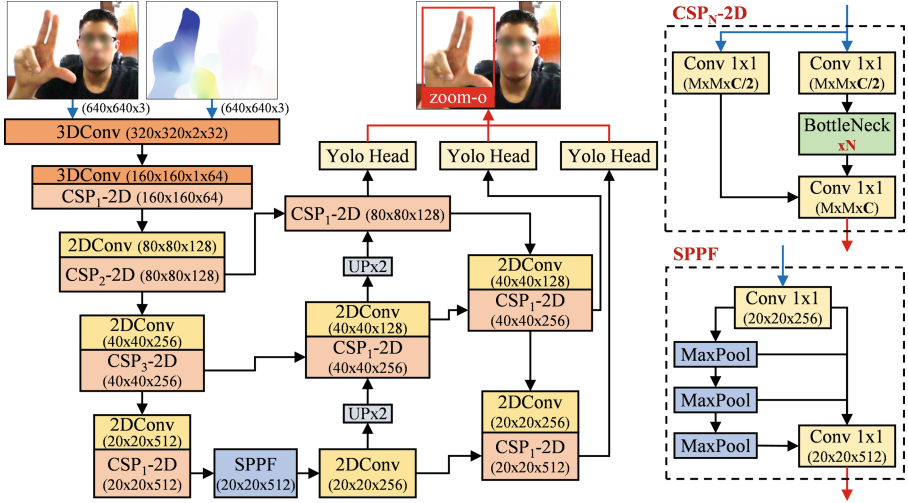 (640x640x3)
(640x640x3)
3DConv (320x320x2x32)
3DConv (160x160x1x64)
CSP₁-2D (160x160x64)
2DConv (80x80x128)
CSP₂-2D (80x80x128)
2DConv
(40x40x256)
CSP₃-2D
(40x40x256)
2DConv
(20x20x512)
CSP₁-2D
(20x20x512)
SPPF
(20x20x512)
2DConv
(20x20x256)
UPx2
2DConv
(40x40x128)
CSP₁-2D
(40x40x256)
UPx2
CSP₁-2D (80x80x128)
Yolo Head
Yolo Head
Yolo Head
zoom-o
2DConv
(40x40x128)
CSP₁-2D
(40x40x256)
2DConv
(20x20x256)
CSP₁-2D
(20x20x512)
CSP_N-2D
Conv 1x1
(MxMxC/2)
Conv 1x1
(MxMxC/2)
BottleNeck
xN
Conv 1x1
(MxMxC)
SPPF
Conv 1x1
(20x20x256)
MaxPool
MaxPool
MaxPool
Conv 1x1
(20x20x512)